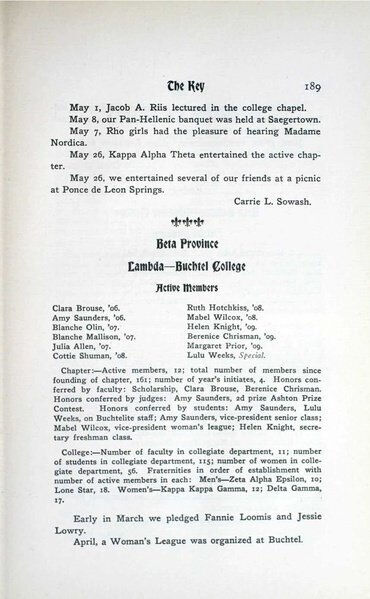 The Key 189
May 1, Jacob A. Riis lectured in the college chapel.
May 8, our Pan-Hellenic banquet was held at Saegertown.
May 7, Rho girls had the pleasure of hearing Madame
Nordica.
May 26, Kappa Alpha Theta entertained the active chap-
ter.
May 26, we entertained several of our friends at a picnic
at Ponce de Leon Springs.
Carrie L. Sowash.
Beta Province
Lambda—Buchtel College
Active Members
Clara Brouse, '06.
Amy Saunders, '06.
Blanche Olin, '07.
Blanche Mallison, '07.
Julia Allen, '07.
Cottie Shuman, '08.
Ruth Hotchkiss, '08.
Mabel Wilcox, '08.
Helen Knight, '09.
Berenice Chrisman, '09.
Margaret Prior, '09.
Lulu Weeks, Special.
Chapter:—Active members, 12; total number of members since
founding of chapter, 161; number of year's initiates, 4. Honors con-
ferred by faculty: Scholarship, Clara Brouse, Berenice Chrisman.
Honors conferred by judges: Amy Saunders, 2d prize Ashton Prize
Contest. Honors conferred by students: Amy Saunders, Lulu
Weeks, on Buchtelite staff; Amy Saunders, vice-president senior class;
Mabel Wilcox, vice-president woman's league; Helen Knight, secre-
tary freshman class.
College:—Number of faculty in collegiate department, 11; num-
ber of students in collegiate department, 115; number of women in colle-
giate department, 56. Fraternities in order of establishment with
number of active members in each: Men's—Zeta Alpha Epsilon, 10;
Lone Star, 18. Women's—Kappa Kappa Gamma, 12; Delta Gamma,
17.
Early in March we pledged Fannie Loomis and Jessie
Lowry.
April, a Woman's League was organized at Buchtel.